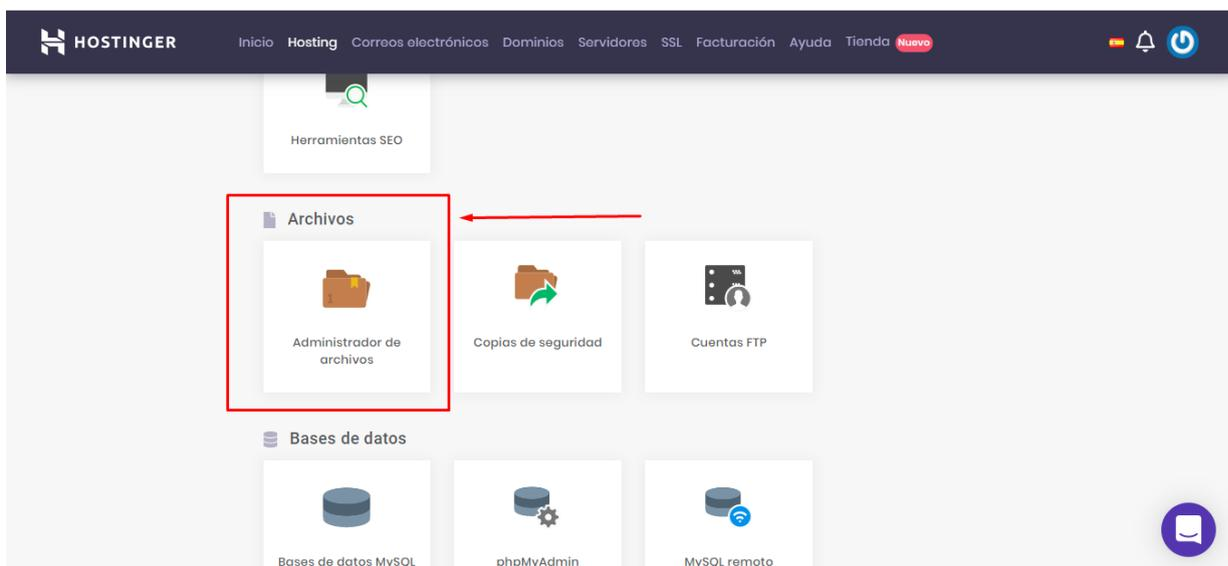 HOSTINGER
Inicio Hosting Correos electrónicos Dominios Servidores SSL Facturación Ayuda Tienda Nuevo
Herramientas SEO
Archivos
1
Administrador de
archivos
Copias de seguridad
Cuentas FTP
Bases de datos
Bases de datos MySQL
phpMyAdmin
MySQL remoto